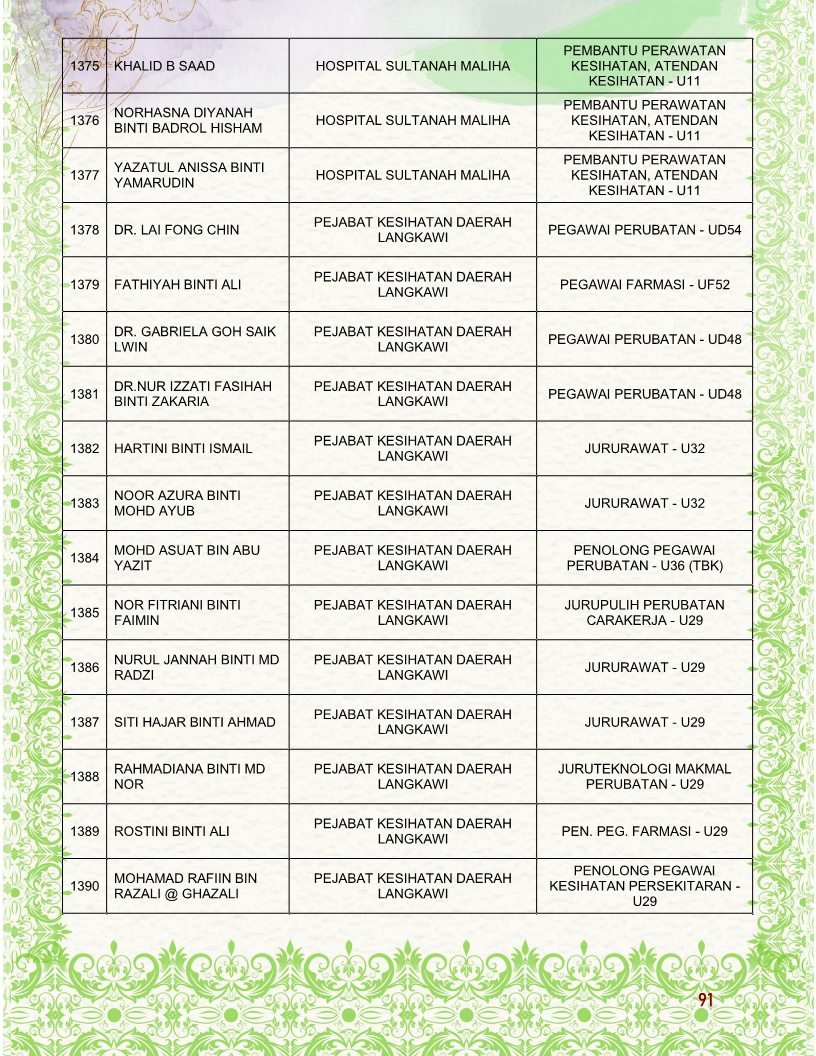 1375 KHALID B SAAD HOSPITAL SULTANAH MALIHA PEMBANTU PERAWATAN
KESIHATAN, ATENDAN
KESIHATAN - U11
1376 NORHASNA DIYANAH
BINTI BADROL HISHAM HOSPITAL SULTANAH MALIHA PEMBANTU PERAWATAN
KESIHATAN, ATENDAN
KESIHATAN - U11
1377 YAZATUL ANISSA BINTI
YAMARUDIN HOSPITAL SULTANAH MALIHA PEMBANTU PERAWATAN
KESIHATAN, ATENDAN
KESIHATAN - U11
1378 DR. LAI FONG CHIN PEJABAT KESIHATAN DAERAH
LANGKAWI PEGAWAI PERUBATAN - UD54
1379 FATHIYAH BINTI ALI PEJABAT KESIHATAN DAERAH
LANGKAWI PEGAWAI FARMASI - UF52
1380 DR. GABRIELA GOH SAIK
LWIN PEJABAT KESIHATAN DAERAH
LANGKAWI PEGAWAI PERUBATAN - UD48
1381 DR.NUR IZZATI FASIHAH
BINTI ZAKARIA PEJABAT KESIHATAN DAERAH
LANGKAWI PEGAWAI PERUBATAN - UD48
1382 HARTINI BINTI ISMAIL PEJABAT KESIHATAN DAERAH
LANGKAWI JURURAWAT - U32
1383 NOOR AZURA BINTI
MOHD AYUB PEJABAT KESIHATAN DAERAH
LANGKAWI JURURAWAT - U32
1384 MOHD ASUAT BIN ABU
YAZIT PEJABAT KESIHATAN DAERAH
LANGKAWI PENOLONG PEGAWAI
PERUBATAN - U36 (TBK)
1385 NOR FITRIANI BINTI
FAIMIN PEJABAT KESIHATAN DAERAH
LANGKAWI JURUPULIH PERUBATAN
CARAKERJA - U29
1386 NURUL JANNAH BINTI MD
RADZI PEJABAT KESIHATAN DAERAH
LANGKAWI JURURAWAT - U29
1387 SITI HAJAR BINTI AHMAD PEJABAT KESIHATAN DAERAH
LANGKAWI JURURAWAT - U29
1388 RAHMADIANA BINTI MD
NOR PEJABAT KESIHATAN DAERAH
LANGKAWI JURUTEKNOLOGI MAKMAL
PERUBATAN - U29
1389 ROSTINI BINTI ALI PEJABAT KESIHATAN DAERAH
LANGKAWI PEN. PEG. FARMASI - U29
1390 MOHAMAD RAFIIN BIN
RAZALI @ GHAZALI PEJABAT KESIHATAN DAERAH
LANGKAWI PENOLONG PEGAWAI
KESIHATAN PERSEKITARAN -
U29
91